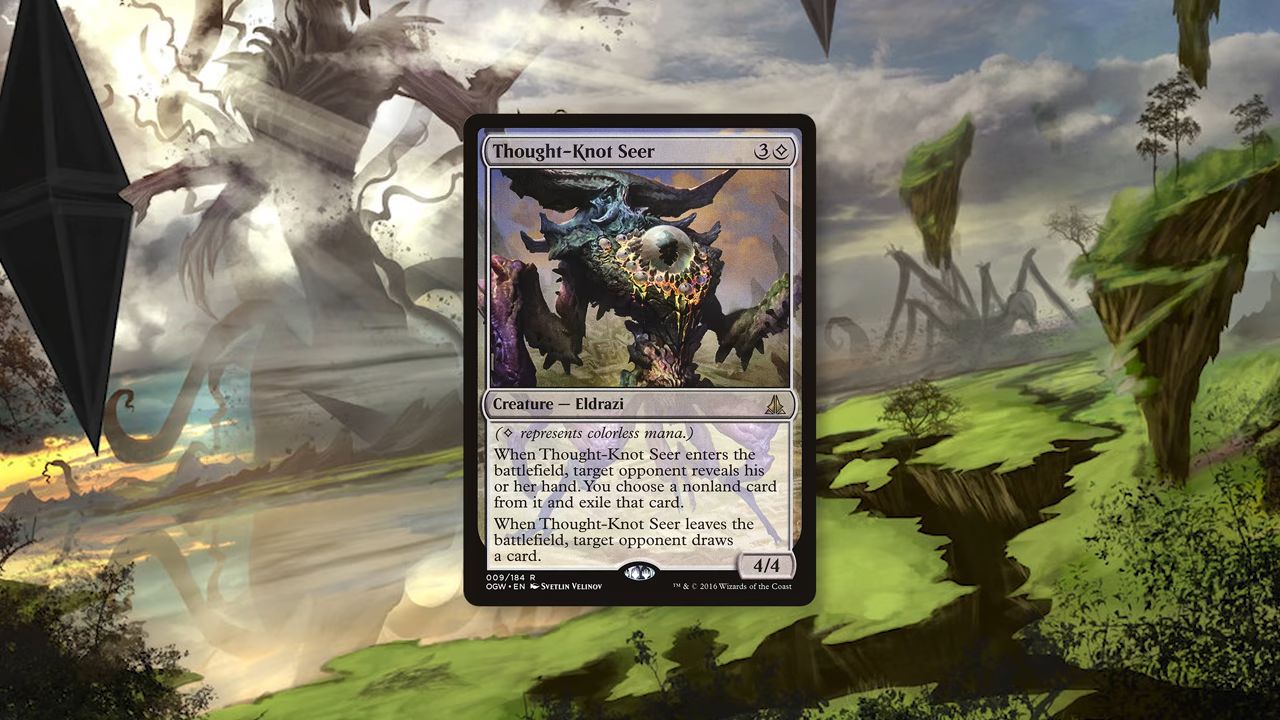 Thought-Knot Seer 3
Creature — Eldrazi
( represents colorless mana.)
When Thought-Knot Seer enters the
battlefield, target opponent reveals his
or her hand. You choose a nonland card
from it and exile that card.
When Thought-Knot Seer leaves the
battlefield, target opponent draws
a card.
4/4
009/184 R
OGW • EN Svetlin Velinov
™ & © 2016 Wizards of the Coast